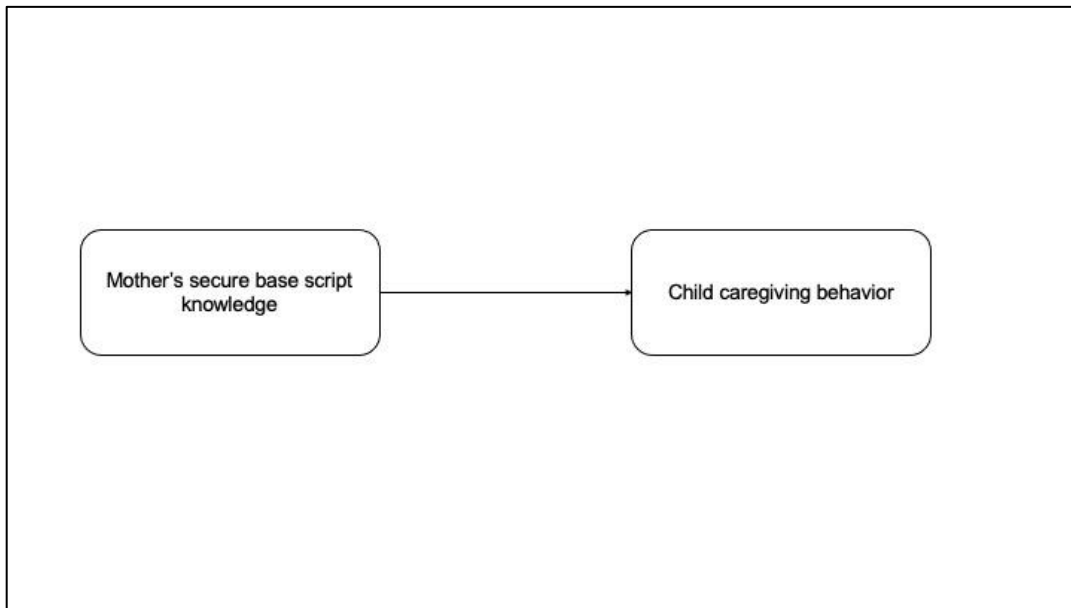 Mother's secure base script
knowledge
Child caregiving behavior